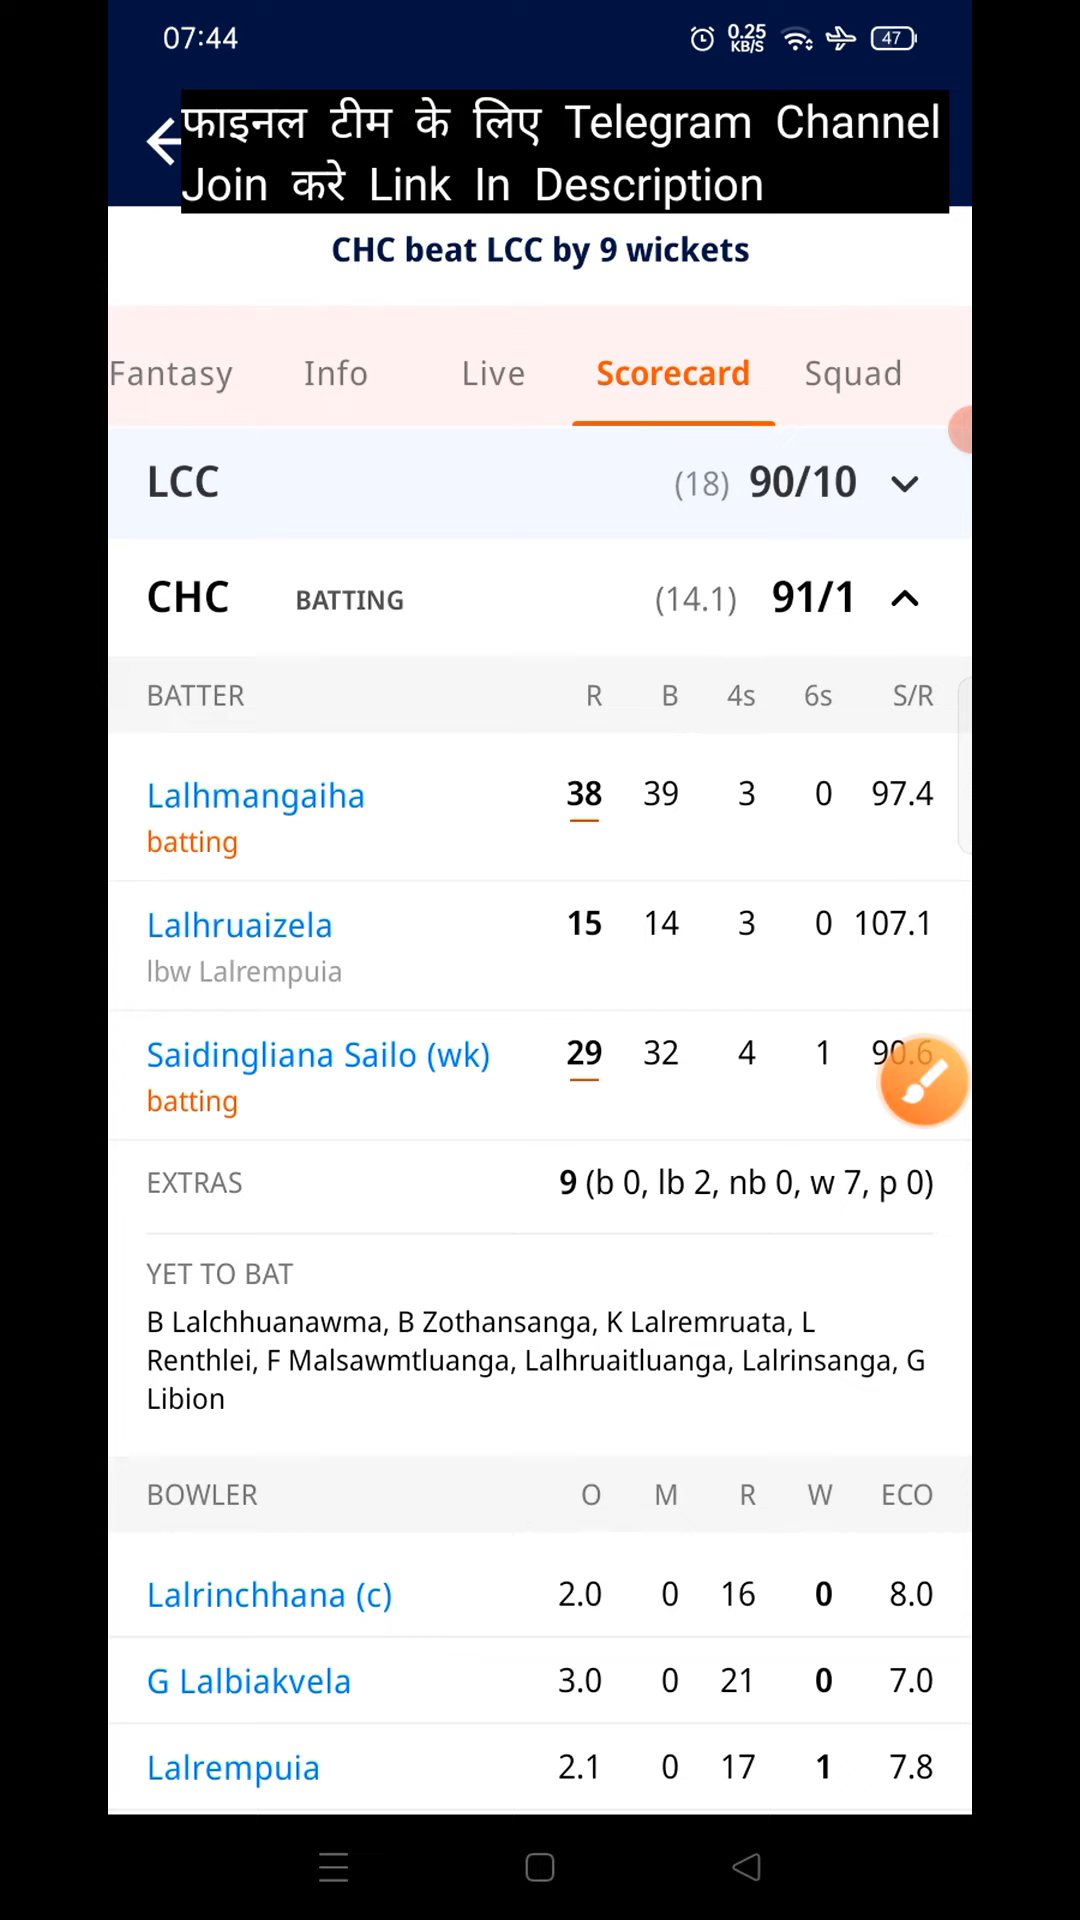 07:44 0.25 KB/S 47
फाइनल टीम के लिए Telegram Channel
Join करे Link In Description
CHC beat LCC by 9 wickets
Fantasy Info Live Scorecard Squad
LCC (18) 90/10
CHC BATTING (14.1) 91/1
BATTER R B 4s 6s S/R
Lalhmangaiha 38 39 3 0 97.4
batting
Lalhruaizela 15 14 3 0 107.1
lbw Lalrempuia
Saidingliana Sailo (wk) 29 32 4 1 90.6
batting
EXTRAS 9 (b 0, lb 2, nb 0, w 7, p 0)
YET TO BAT
B Lalchhuanawma, B Zothansanga, K Lalremruata, L
Renthlei, F Malsawmtluanga, Lalhruaitluanga, Lalrinsanga, G
Libion
BOWLER O M R W ECO
Lalrinchhana (c) 2.0 0 16 0 8.0
G Lalbiakvela 3.0 0 21 0 7.0
Lalrempuia 2.1 0 17 1 7.8